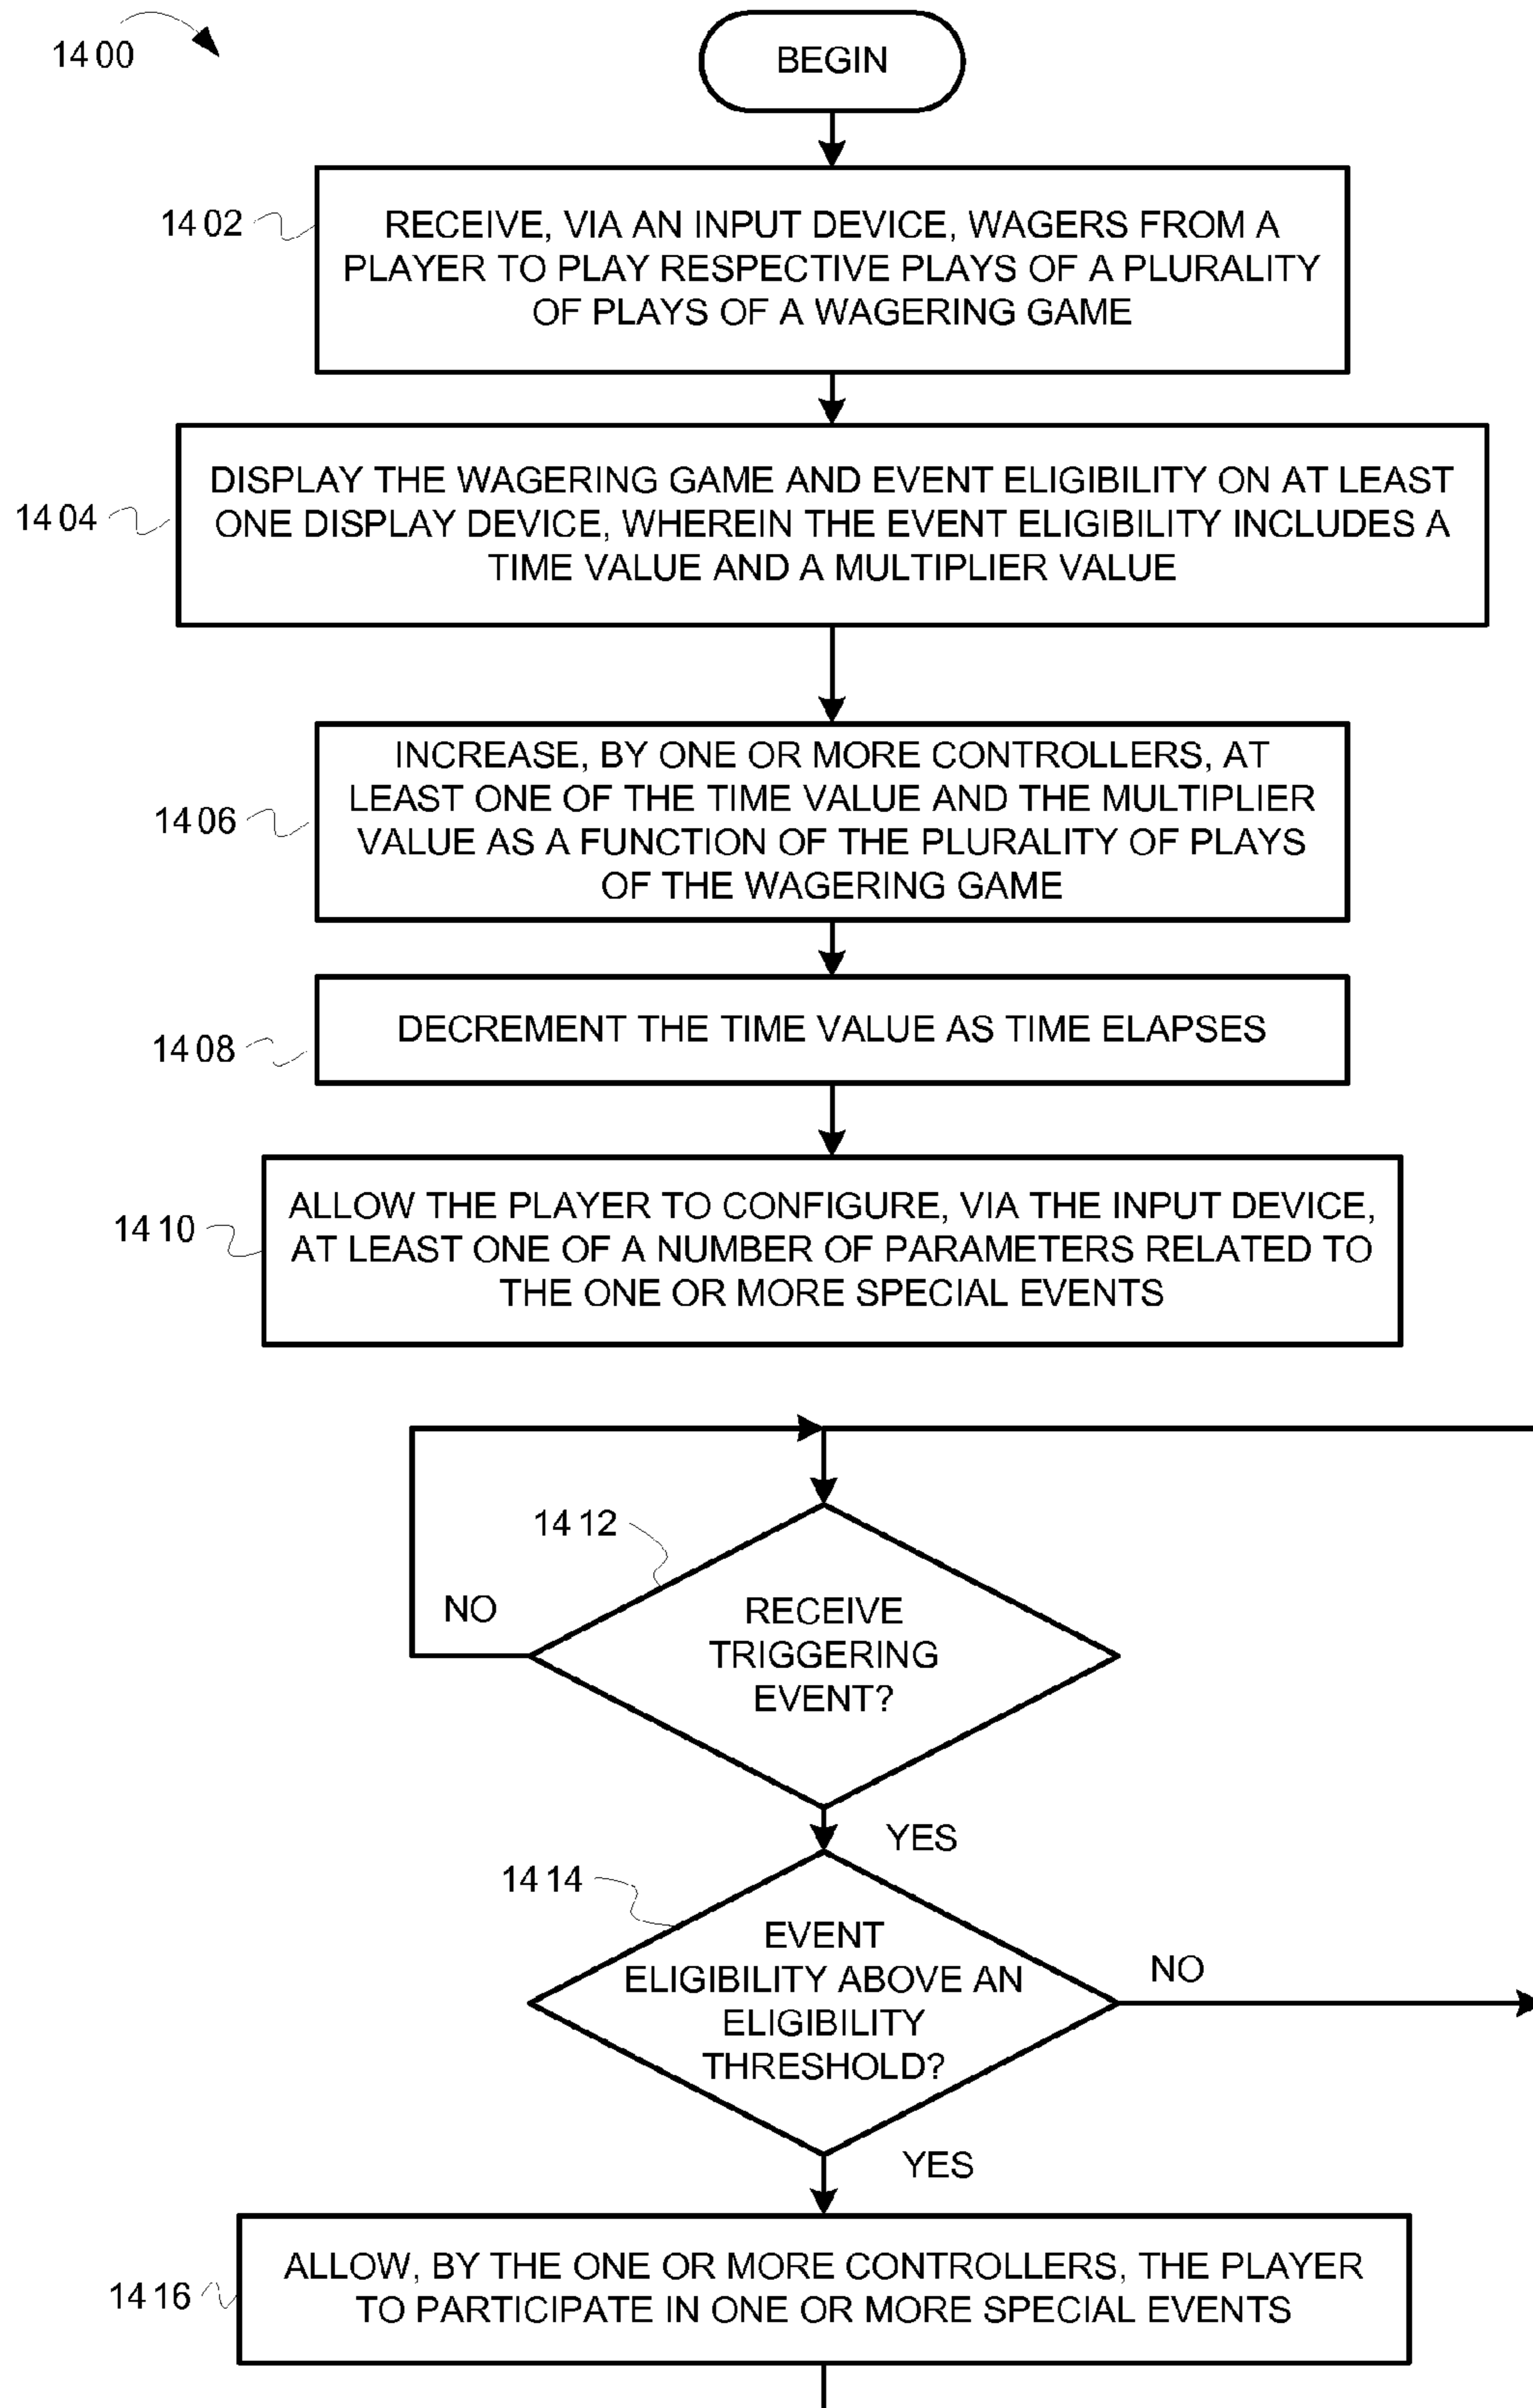 1400
BEGIN
1402
RECEIVE, VIA AN INPUT DEVICE, WAGERS FROM A
PLAYER TO PLAY RESPECTIVE PLAYS OF A PLURALITY
OF PLAYS OF A WAGERING GAME
1404
DISPLAY THE WAGERING GAME AND EVENT ELIGIBILITY ON AT LEAST
ONE DISPLAY DEVICE, WHEREIN THE EVENT ELIGIBILITY INCLUDES A
TIME VALUE AND A MULTIPLIER VALUE
1406
INCREASE, BY ONE OR MORE CONTROLLERS, AT
LEAST ONE OF THE TIME VALUE AND THE MULTIPLIER
VALUE AS A FUNCTION OF THE PLURALITY OF PLAYS
OF THE WAGERING GAME
1408
DECREMENT THE TIME VALUE AS TIME ELAPSES
1410
ALLOW THE PLAYER TO CONFIGURE, VIA THE INPUT DEVICE,
AT LEAST ONE OF A NUMBER OF PARAMETERS RELATED TO
THE ONE OR MORE SPECIAL EVENTS
1412
NO
RECEIVE
TRIGGERING
EVENT?
YES
1414
EVENT
ELIGIBILITY ABOVE AN
ELIGIBILITY
THRESHOLD?
NO
YES
1416
ALLOW, BY THE ONE OR MORE CONTROLLERS, THE PLAYER
TO PARTICIPATE IN ONE OR MORE SPECIAL EVENTS